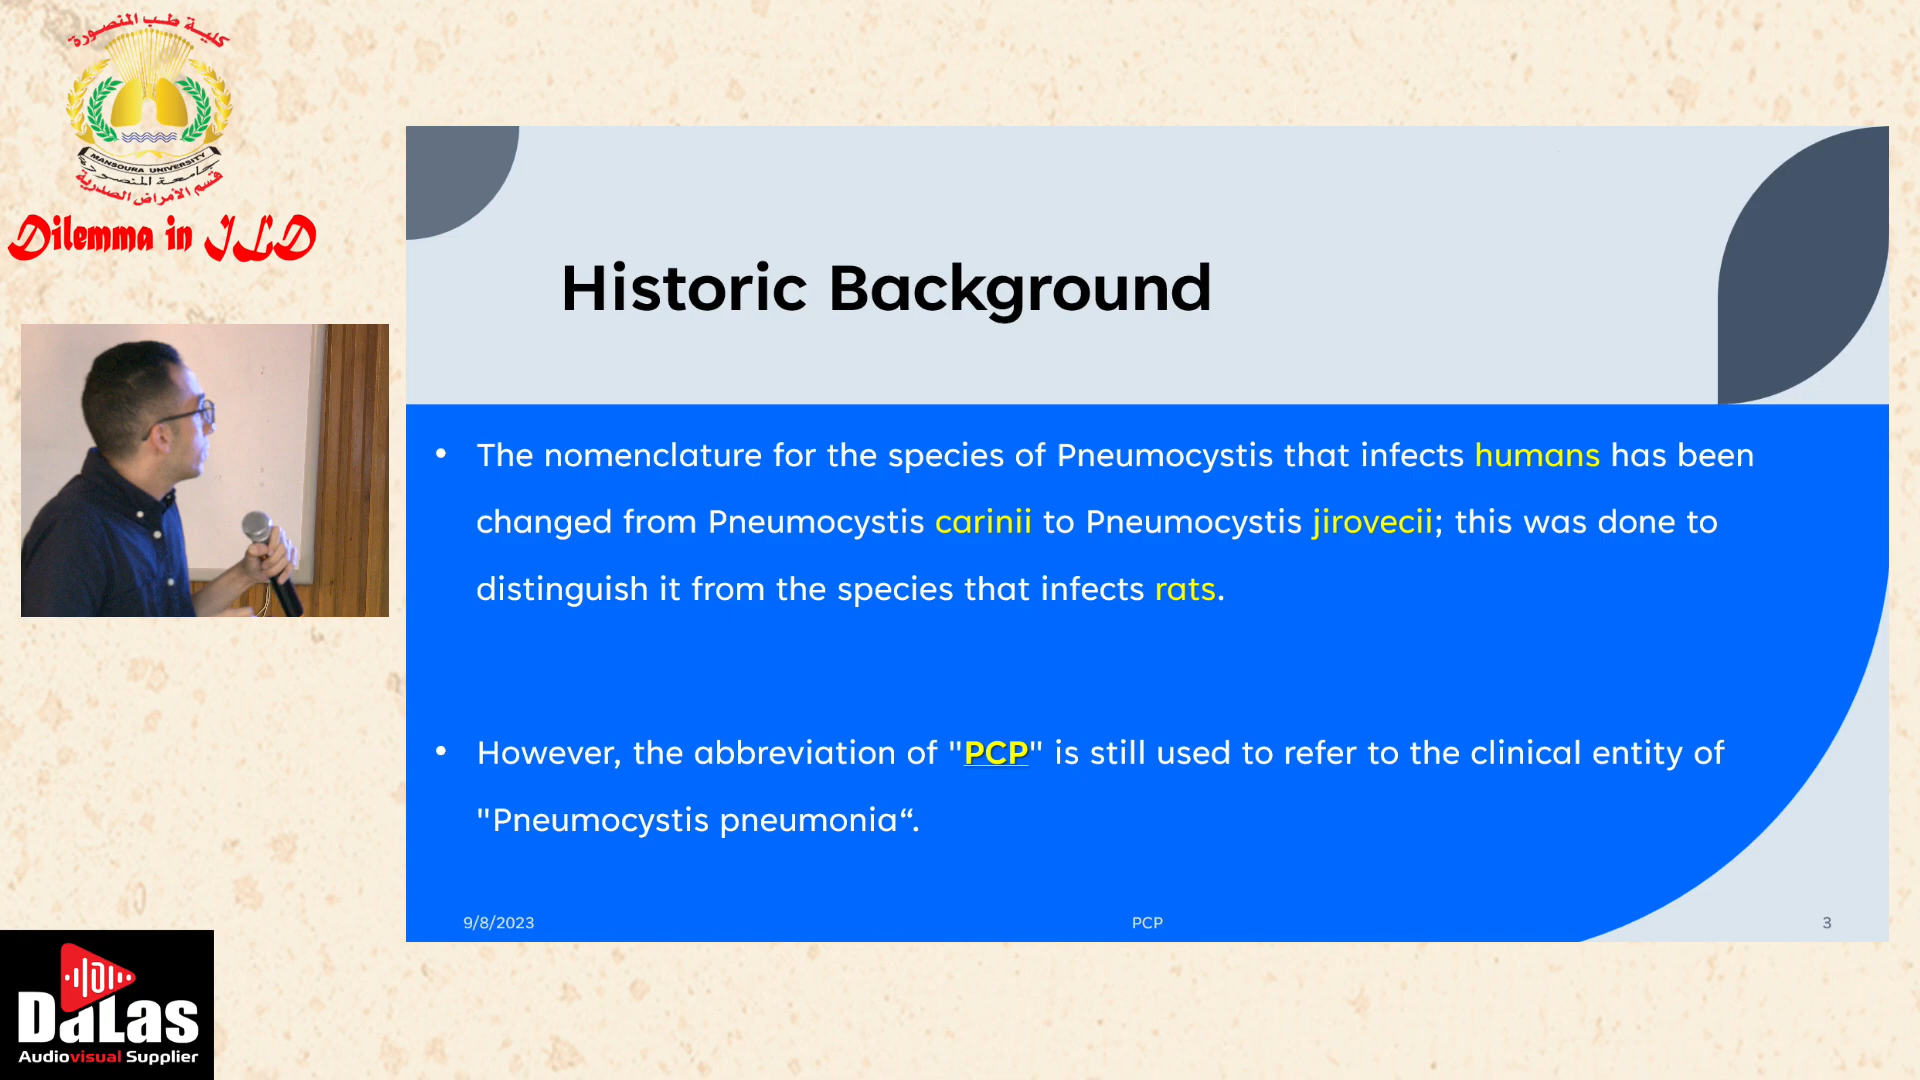 كلية طب المنصورة
MANSOURA UNIVERSITY
جامعة المنصورة
قسم الأمراض الصدرية
Dilemma in ILD
Historic Background
• The nomenclature for the species of Pneumocystis that infects humans has been
changed from Pneumocystis carinii to Pneumocystis jirovecii; this was done to
distinguish it from the species that infects rats.
• However, the abbreviation of "PCP" is still used to refer to the clinical entity of
"Pneumocystis pneumonia“.
9/8/2023
PCP
3
DaLas
Audiovisual Supplier